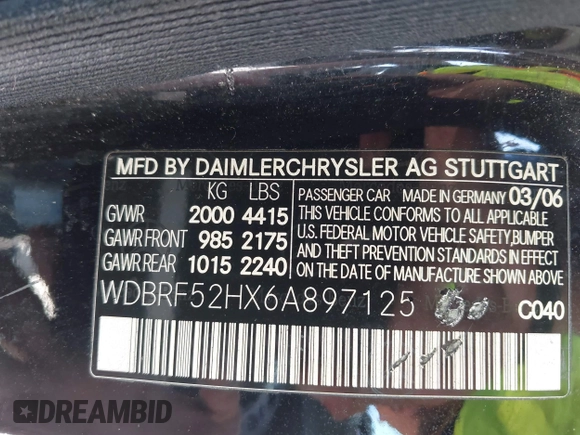 MFD BY DAIMLERCHRYSLER AG STUTTGART
KG LBS
GVWR 2000 4415
GAWR FRONT 985 2175
GAWR REAR 1015 2240
PASSENGER CAR MADE IN GERMANY 03/06
THIS VEHICLE CONFORMS TO ALL APPLICABLE
U.S. FEDERAL MOTOR VEHICLE SAFETY, BUMPER
AND THEFT PREVENTION STANDARDS IN EFFECT
ON THE DATE OF MANUFACTURE SHOWN ABOVE.
WDBRF52HX6A897125
C040
DREAMBID